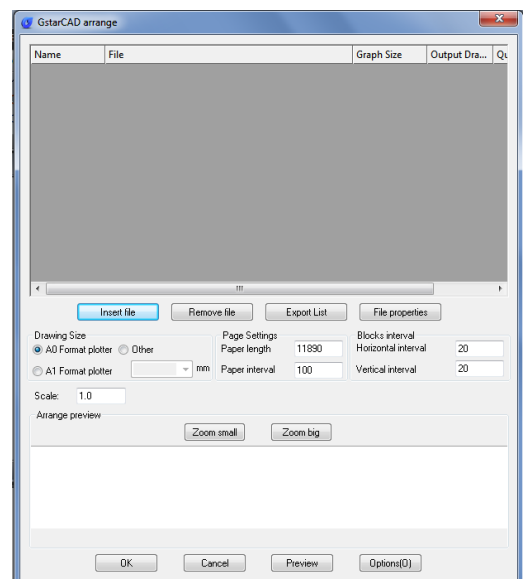 GstarCAD arrange
Name File Graph Size Output Dra... Qu
Insert file Remove file Export List File properties
Drawing Size Page Settings Blocks interval
A0 Format plotter Other Paper length 11890 Horizontal interval 20
A1 Format plotter mm Paper interval 100 Vertical interval 20
Scale: 1.0
Arrange preview
Zoom small Zoom big
OK Cancel Preview Options(O)